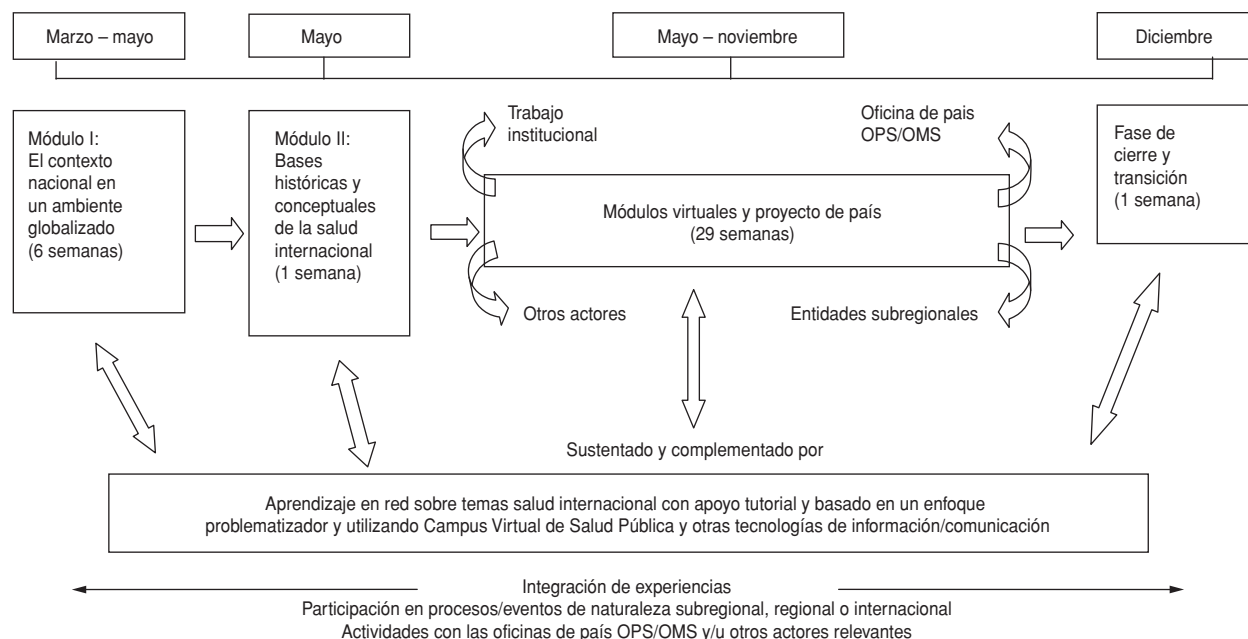 Marzo – mayo
Mayo
Mayo – noviembre
Diciembre
Módulo I:
El contexto
nacional en
un ambiente
globalizado
(6 semanas)
Módulo II:
Bases
históricas y
conceptuales
de la salud
internacional
(1 semana)
Trabajo
institucional
Oficina de pais
OPS/OMS
Módulos virtuales y proyecto de país
(29 semanas)
Otros actores
Entidades subregionales
Fase de
cierre y
transición
(1 semana)
Sustentado y complementado por
Aprendizaje en red sobre temas salud internacional con apoyo tutorial y basado en un enfoque
problematizador y utilizando Campus Virtual de Salud Pública y otras tecnologías de información/comunicación
Integración de experiencias
Participación en procesos/eventos de naturaleza subregional, regional o internacional
Actividades con las oficinas de país OPS/OMS y/u otros actores relevantes